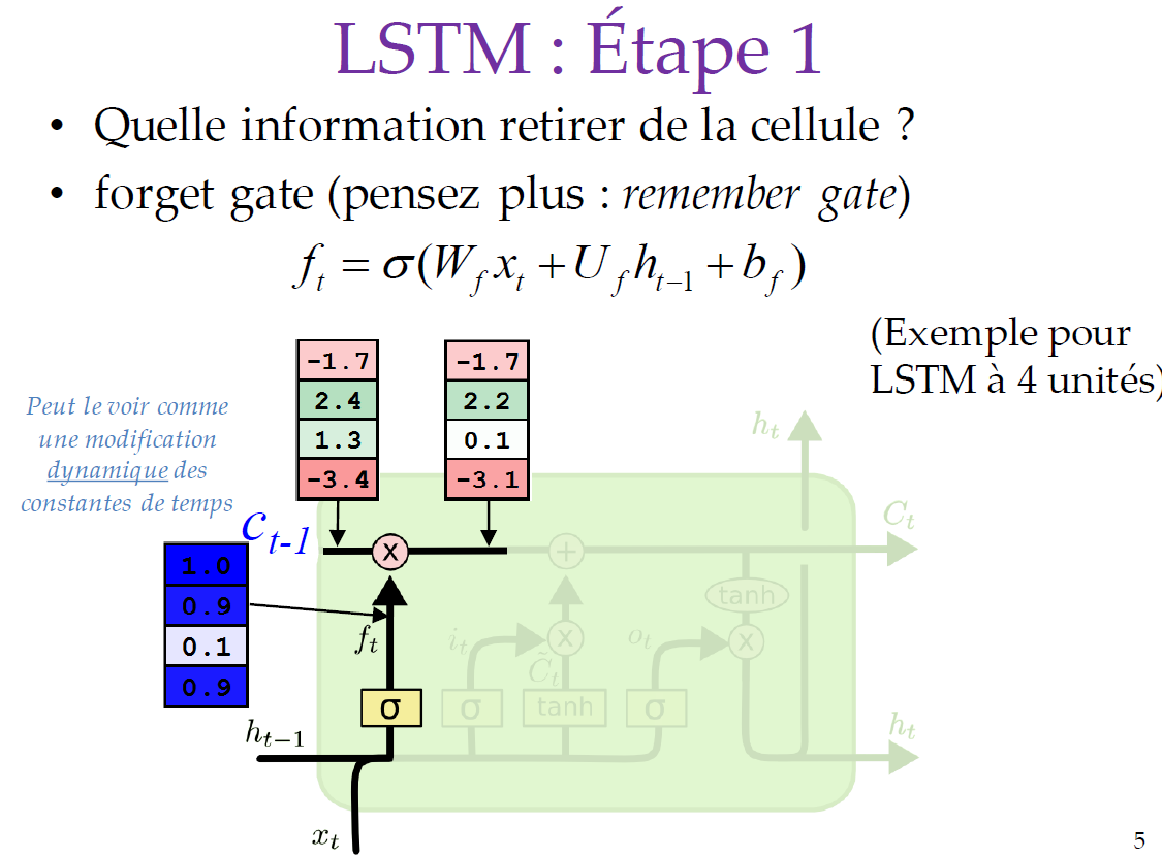 LSTM : Étape 1
• Quelle information retirer de la cellule ?
• forget gate (pensez plus : remember gate)
f_t = σ(W_f x_t + U_f h_{t-1} + b_f)
(Exemple pour
LSTM à 4 unités)
Peut le voir comme
une modification
dynamique des
constantes de temps
-1.7
2.4
1.3
-3.4
-1.7
2.2
0.1
-3.1
h_t
C_{t-1}
x
+
C_t
1.0
0.9
0.1
0.9
f_t
i_t
x
C̃_t
o_t
tanh
x
σ
σ
tanh
σ
h_{t-1}
h_t
x_t
5